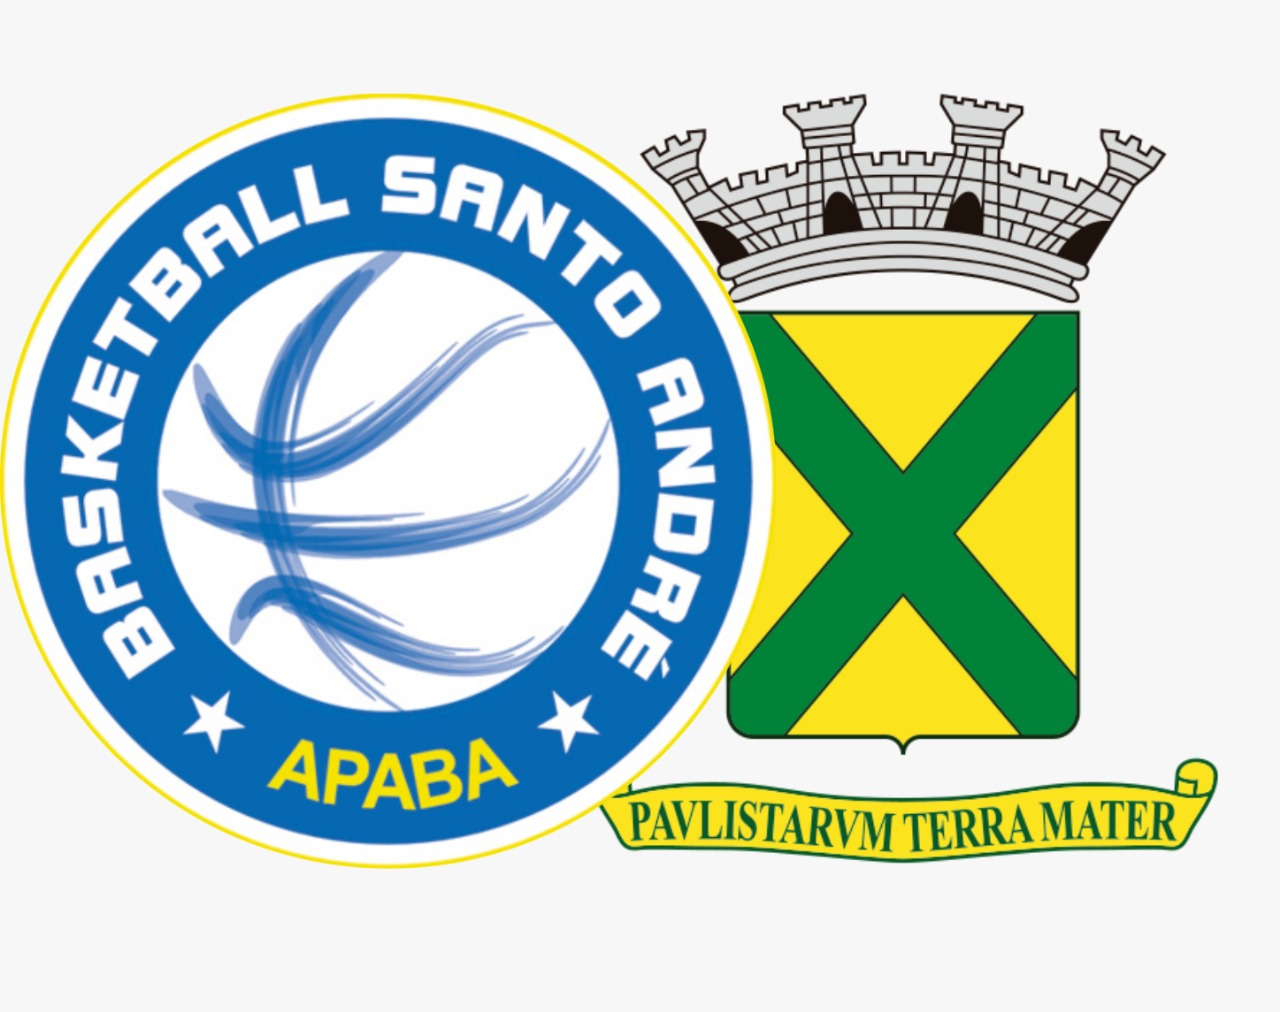 BASKETBALL SANTO ANDRÉ
APABA
PAVLISTARVM TERRA MATER